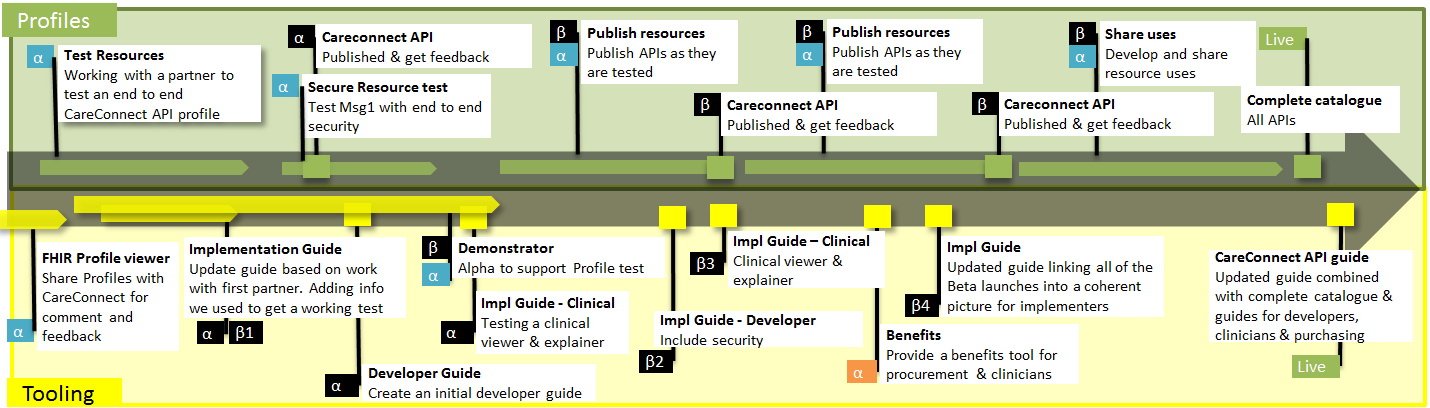 Profiles
α
Test Resources
Working with a partner to
test an end to end
CareConnect API profile
α
Careconnect API
Published & get feedback
α
Secure Resource test
Test Msg1 with end to end
security
β
α
Publish resources
Publish APIs as they
are tested
β
Careconnect API
Published & get feedback
β
α
Publish resources
Publish APIs as they
are tested
β
Careconnect API
Published & get feedback
β
α
Share uses
Develop and share
resource uses
Live
Complete catalogue
All APIs
FHIR Profile viewer
Share Profiles with
CareConnect for
comment and
feedback
α
Implementation Guide
Update guide based on work
with first partner. Adding info
we used to get a working test
α
β1
Developer Guide
Create an initial developer guide
α
β
α
Demonstrator
Alpha to support Profile test
Impl Guide - Clinical
Testing a clinical
viewer & explainer
α
Impl Guide - Developer
Include security
β2
Impl Guide – Clinical
Clinical viewer &
explainer
β3
Benefits
Provide a benefits tool for
procurement & clinicians
α
Impl Guide
Updated guide linking all of the
Beta launches into a coherent
picture for implementers
β4
CareConnect API guide
Updated guide combined
with complete catalogue &
guides for developers,
clinicians & purchasing
Live
Tooling